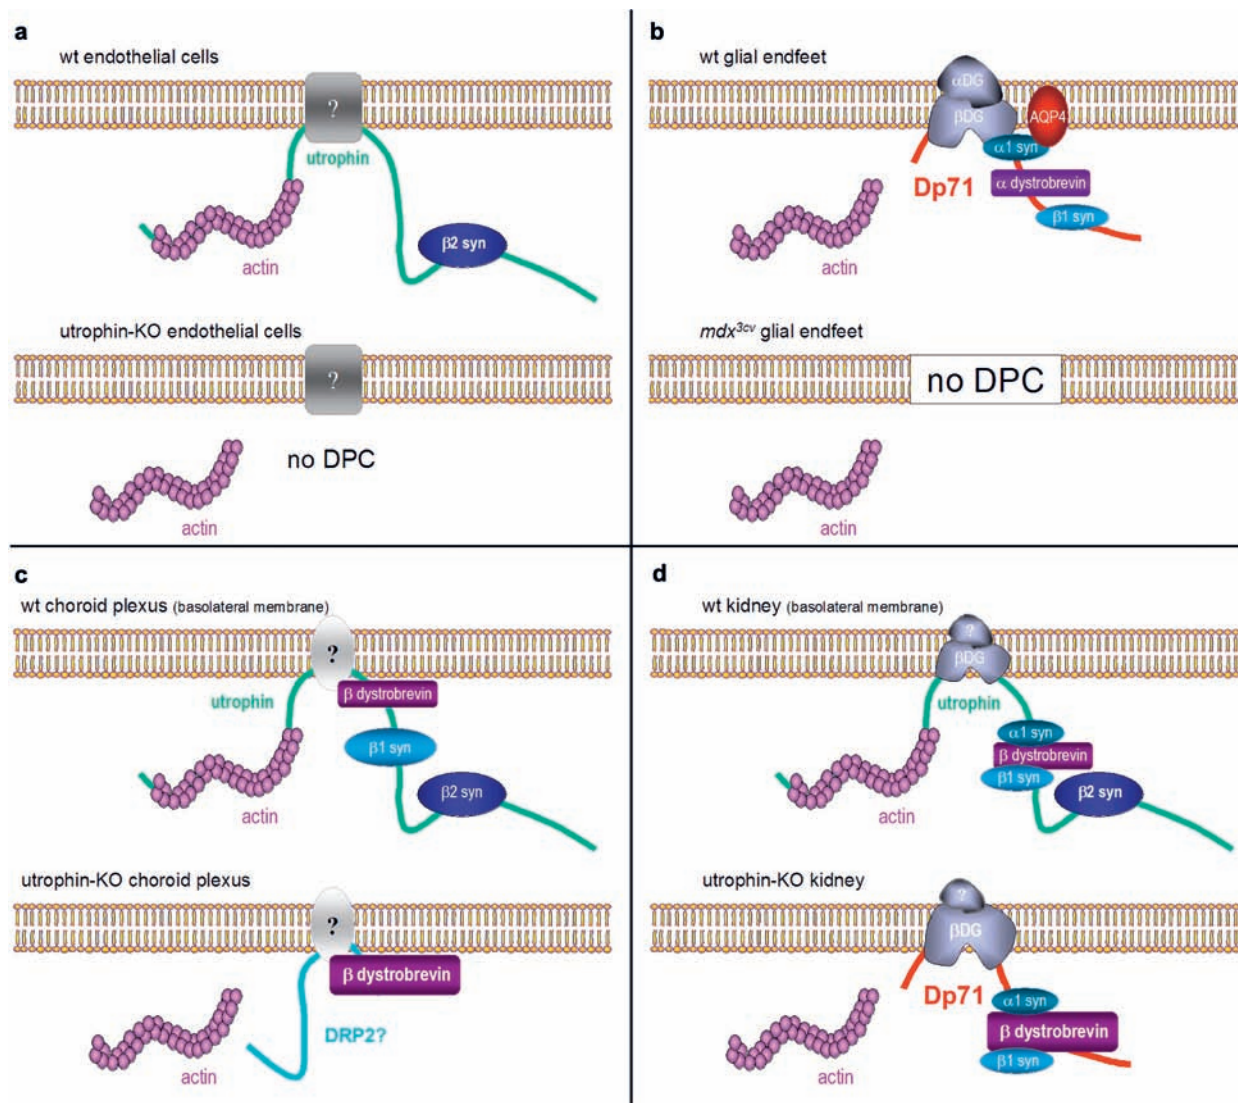 a
wt endothelial cells
?
utrophin
β2 syn
actin
utrophin-KO endothelial cells
?
no DPC
actin
b
wt glial endfeet
αDG
βDG
AQP4
α1 syn
Dp71
α dystrobrevin
β1 syn
actin
mdx3cv glial endfeet
no DPC
actin
c
wt choroid plexus (basolateral membrane)
?
utrophin
β dystrobrevin
β1 syn
β2 syn
actin
utrophin-KO choroid plexus
?
β dystrobrevin
DRP2?
actin
d
wt kidney (basolateral membrane)
?
βDG
utrophin
α1 syn
β dystrobrevin
β1 syn
β2 syn
actin
utrophin-KO kidney
?
βDG
Dp71
α1 syn
β dystrobrevin
β1 syn
actin